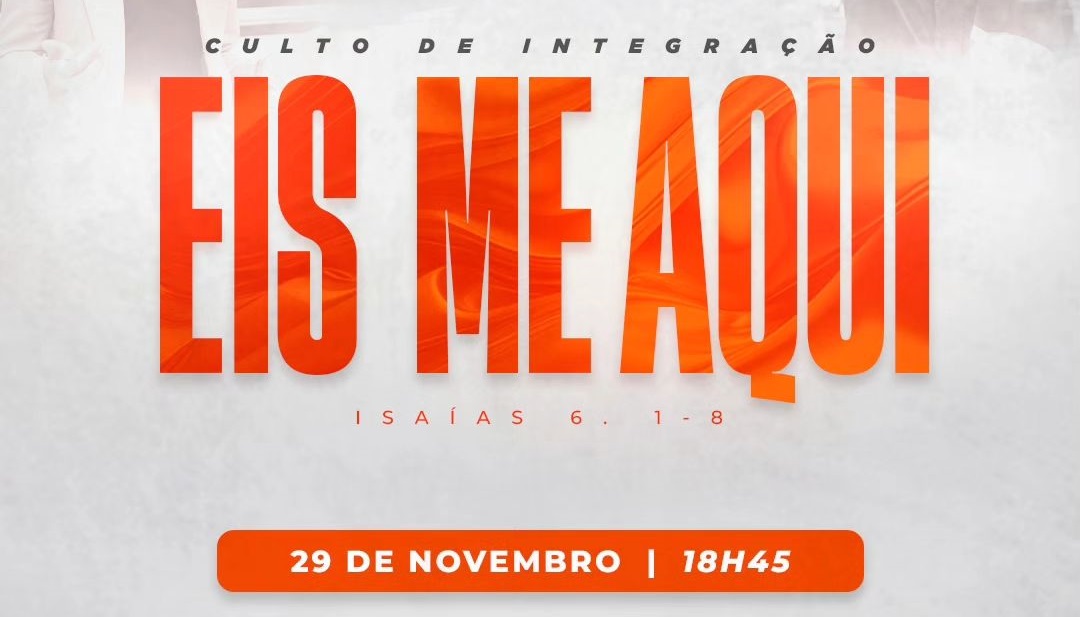 CULTO DE INTEGRAÇÃO
EIS ME AQUI
ISAÍAS 6. 1-8
29 DE NOVEMBRO | 18H45